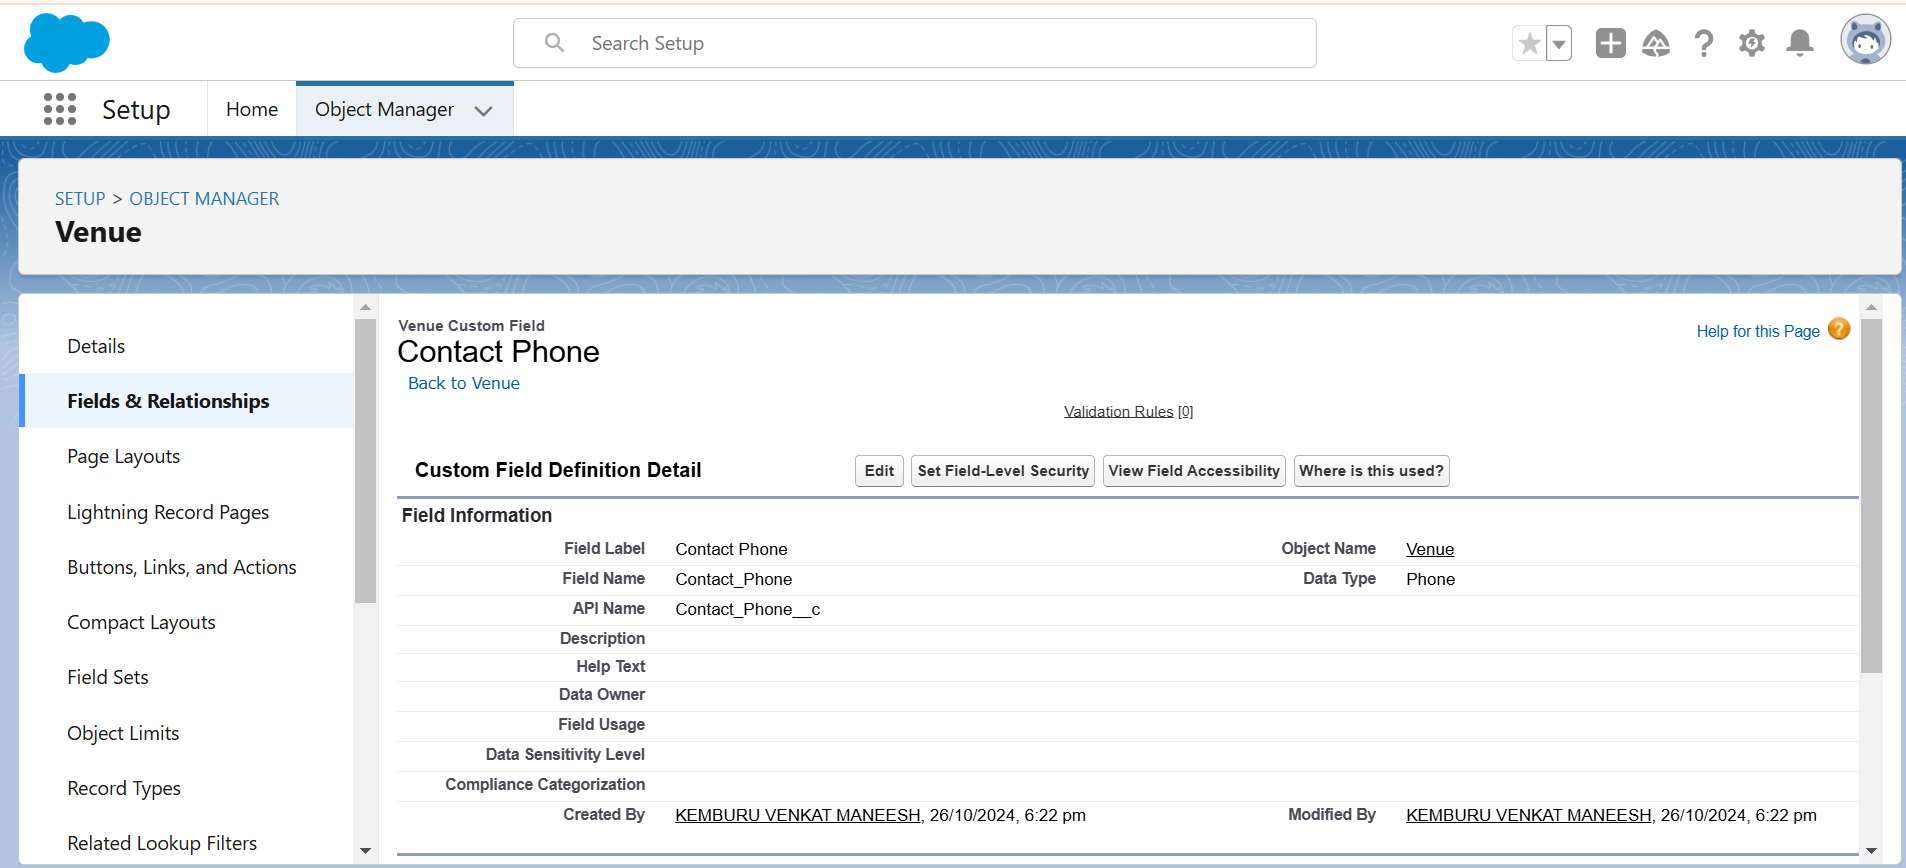 Search Setup
Setup
Home
Object Manager
SETUP > OBJECT MANAGER
Venue
Details
Fields & Relationships
Page Layouts
Lightning Record Pages
Buttons, Links, and Actions
Compact Layouts
Field Sets
Object Limits
Record Types
Related Lookup Filters
Venue Custom Field
Contact Phone
Back to Venue
Help for this Page ?
Validation Rules [0]
Custom Field Definition Detail
Edit
Set Field-Level Security
View Field Accessibility
Where is this used?
Field Information
Field Label Contact Phone Object Name Venue
Field Name Contact_Phone Data Type Phone
API Name Contact_Phone__c
Description
Help Text
Data Owner
Field Usage
Data Sensitivity Level
Compliance Categorization
Created By KEMBURU VENKAT MANEESH, 26/10/2024, 6:22 pm Modified By KEMBURU VENKAT MANEESH, 26/10/2024, 6:22 pm